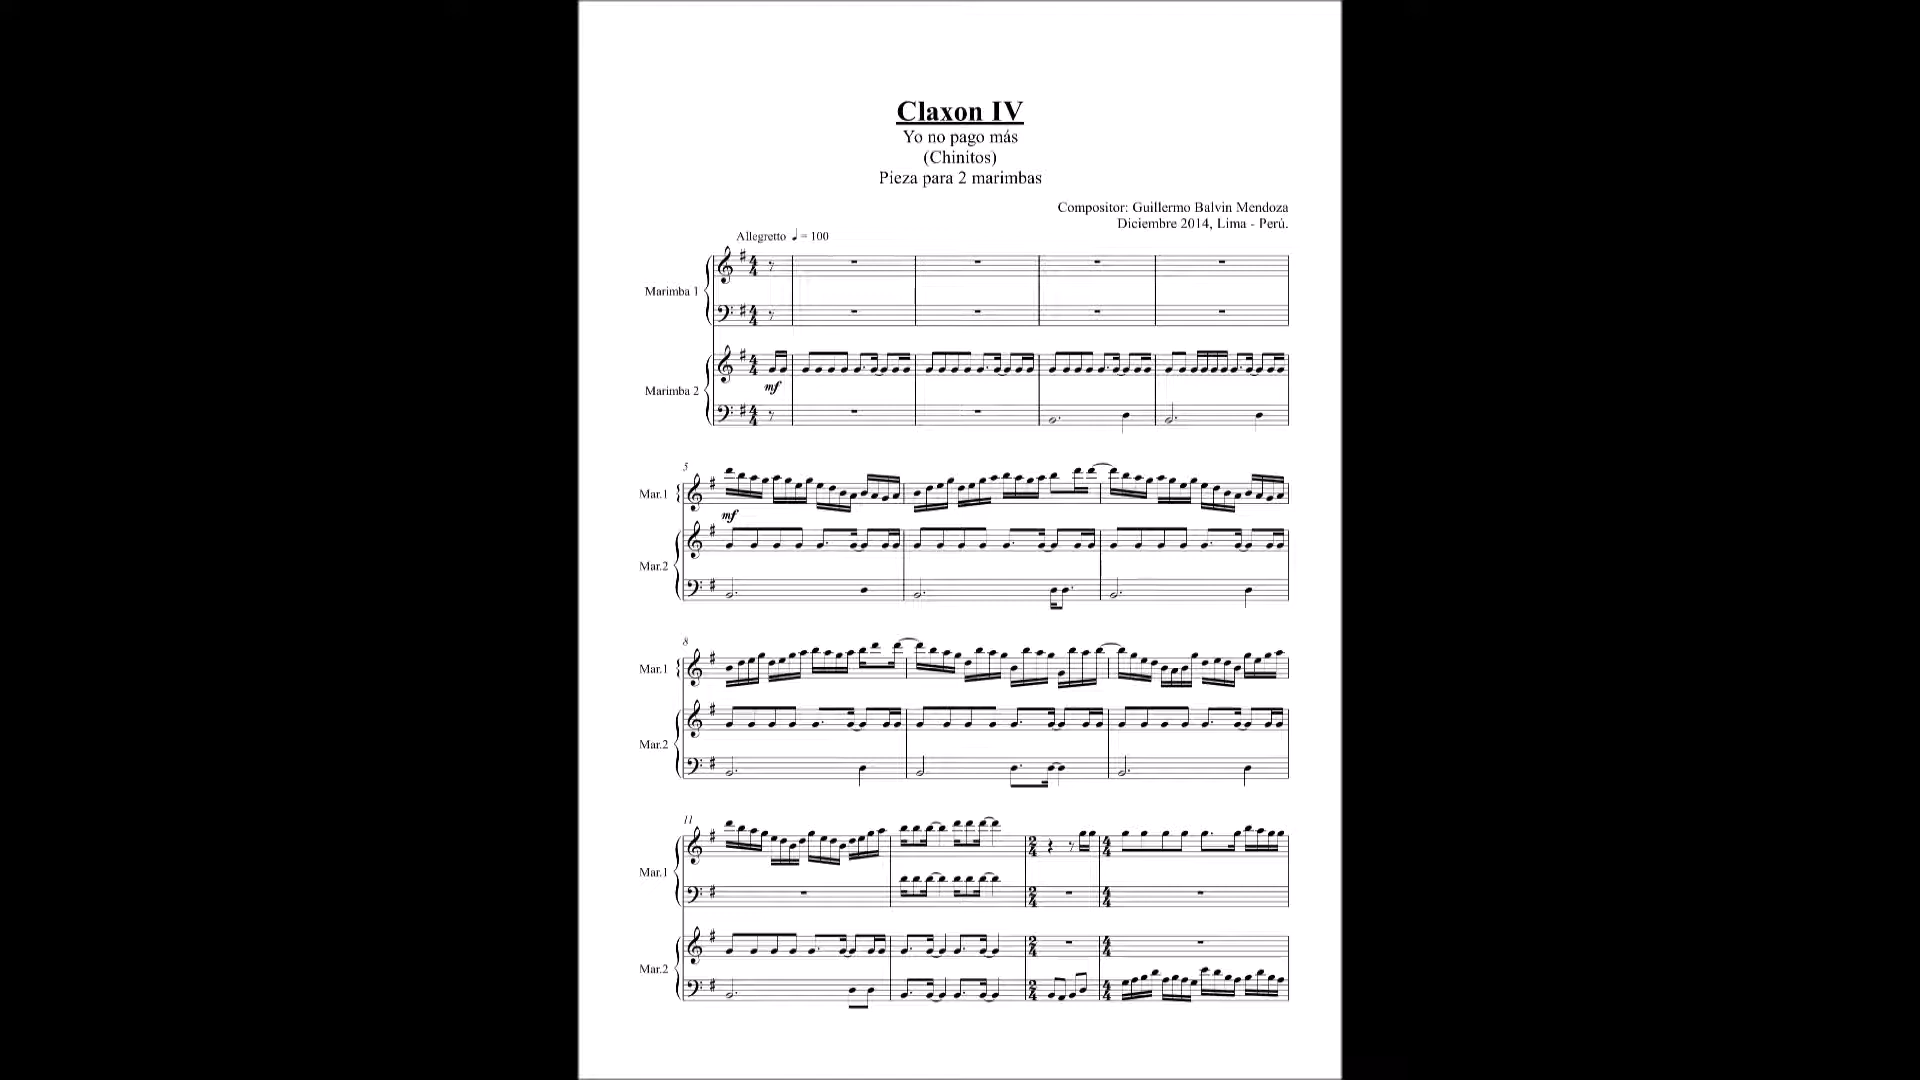 Claxon IV
Yo no pago más
(Chinitos)
Pieza para 2 marimbas
Compositor: Guillermo Balvin Mendoza
Diciembre 2014, Lima - Perú.
Allegretto ♩ = 100
Marimba 1
Marimba 2
mf
5
Mar.1
mf
Mar.2
8
Mar.1
Mar.2
11
Mar.1
Mar.2